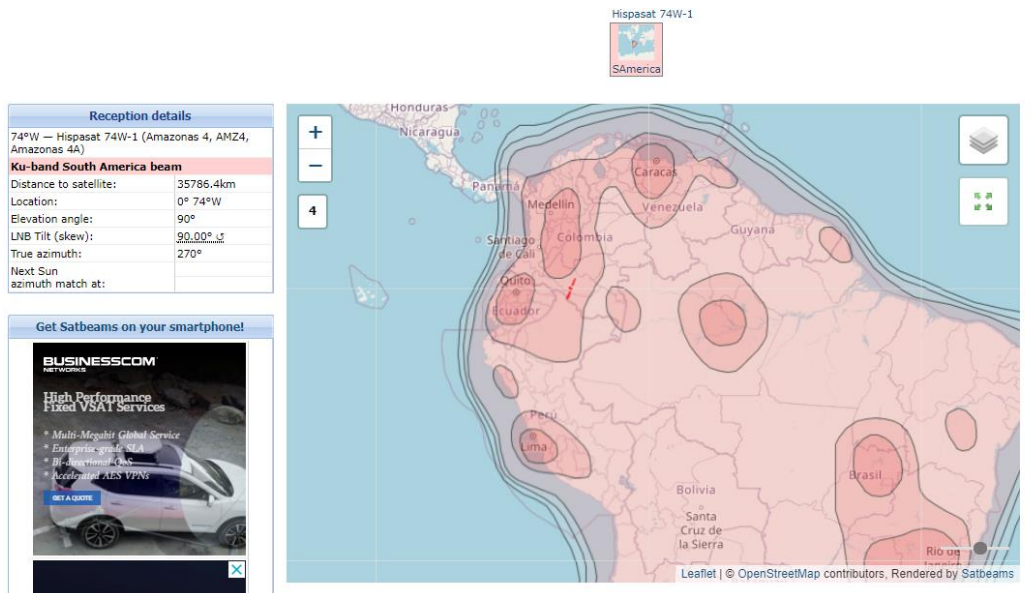 Hispasat 74W-1
SAmerica
Reception details
74°W — Hispasat 74W-1 (Amazonas 4, AMZ4,
Amazonas 4A)
Ku-band South America beam
Distance to satellite: 35786.4km
Location: 0° 74°W
Elevation angle: 90°
LNB Tilt (skew): 90.00° ↺
True azimuth: 270°
Next Sun
azimuth match at:
Get Satbeams on your smartphone!
BUSINESSCOM
NETWORKS
High Performance
Fixed VSAT Services
* Multi-Megabit Global Service
* Enterprise-grade SLA
* Bi-directional QoS
* Accelerated AES VPNs
GET A QUOTE
+
−
4
Honduras
Nicaragua
Panamá
Caracas
Medellín
Venezuela
Guyana
Santiago
de Cali
Colombia
Quito
Ecuador
Perú
Lima
Brasil
Bolivia
Santa
Cruz de
la Sierra
Rio de
Janeiro
Leaflet | © OpenStreetMap contributors, Rendered by Satbeams